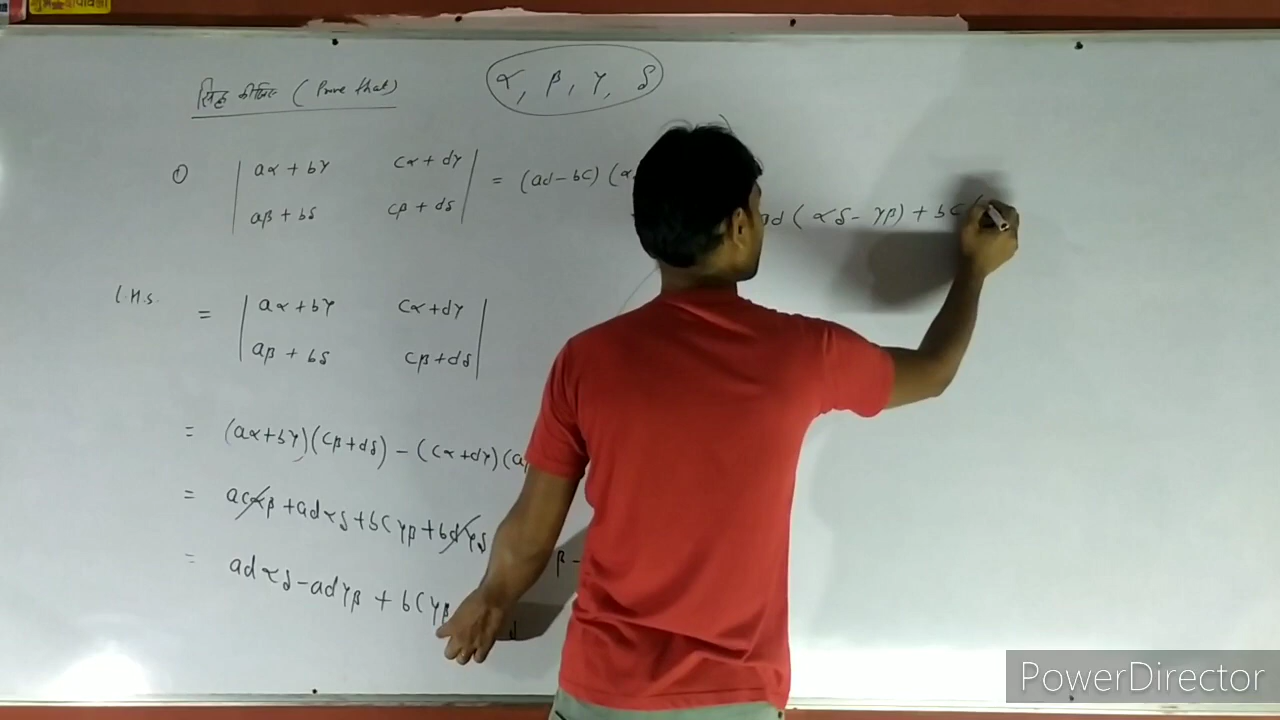 सिद्ध कीजिए (Prove that)
α, β, γ, δ
① | aα + bγ cα + dγ | = (ad - bc) (α
| aβ + bδ cβ + dδ |
L.H.S. = | aα + bγ cα + dγ |
| aβ + bδ cβ + dδ |
= (aα + bγ)(cβ + dδ) - (cα + dγ)(a
= acαβ + adαδ + bcγβ + bdγδ
β -
= adαδ - adγβ + bcγβ
ad (αδ - γβ) + bc (
PowerDirector